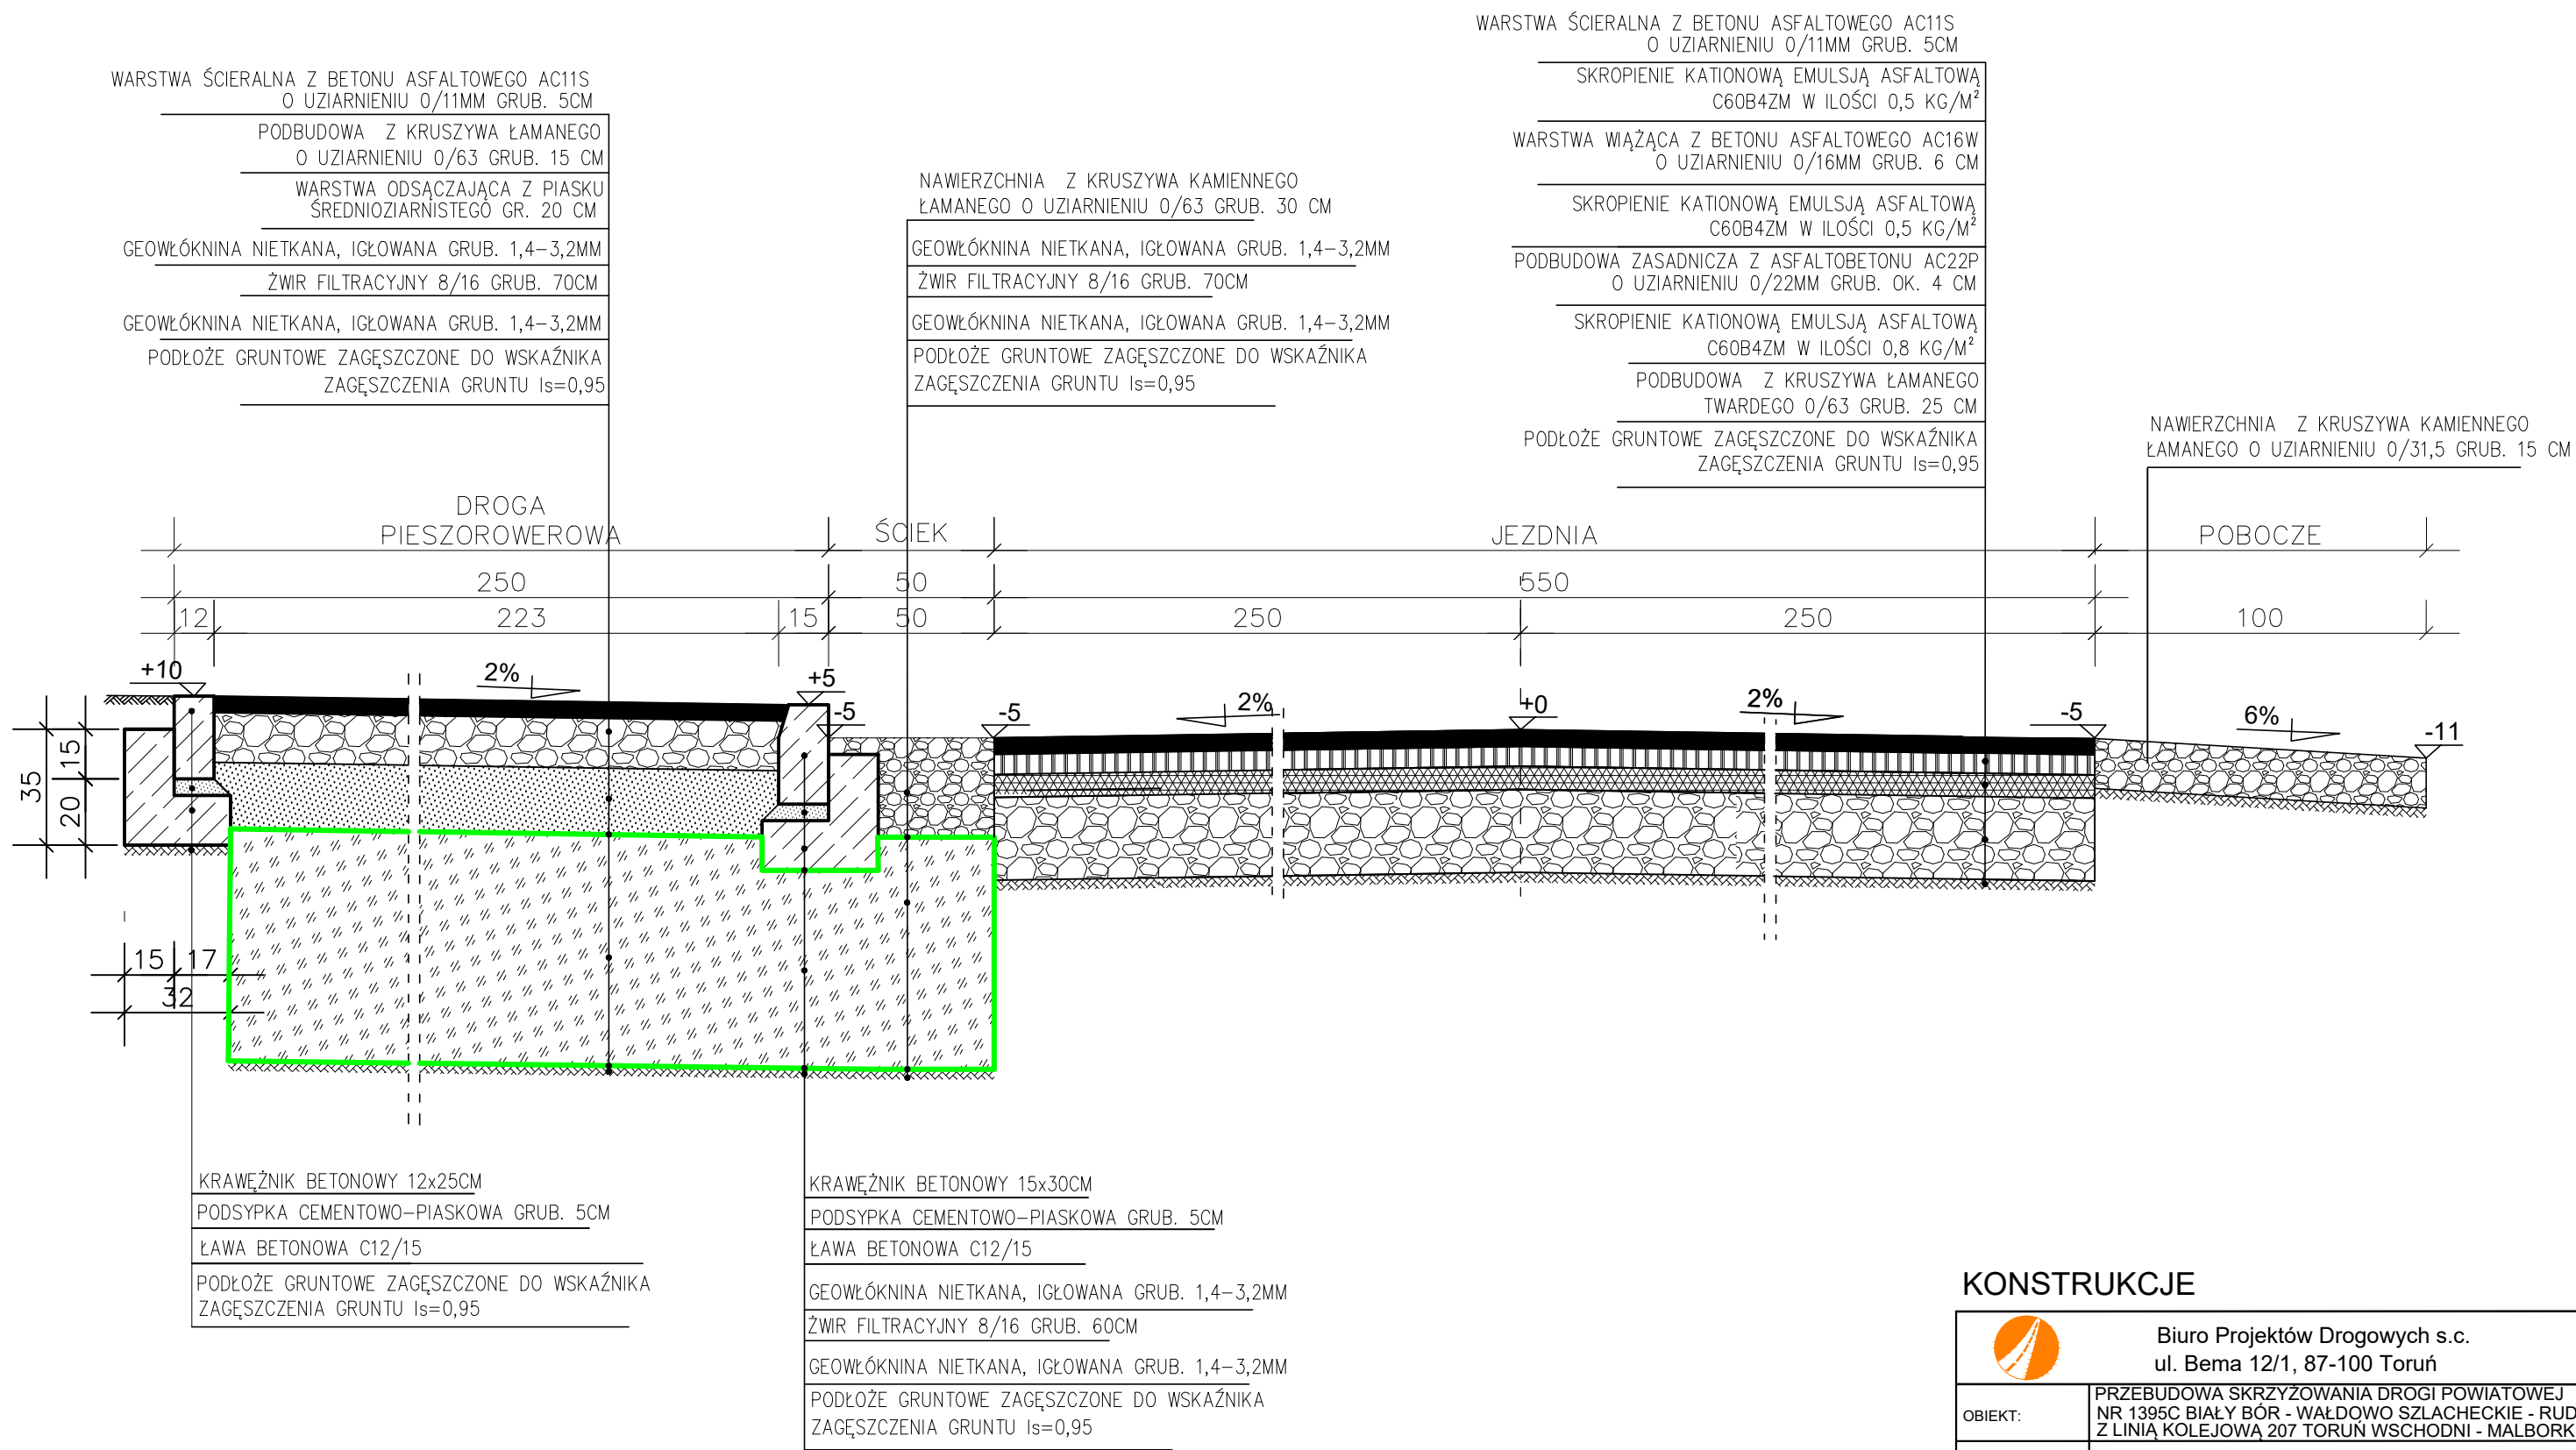 WARSTWA ŚCIERALNA Z BETONU ASFALTOWEGO AC11S
O UZIARNIENIU 0/11MM GRUB. 5CM
PODBUDOWA Z KRUSZYWA ŁAMANEGO
O UZIARNIENIU 0/63 GRUB. 15 CM
WARSTWA ODSĄCZAJĄCA Z PIASKU
ŚREDNIOZIARNISTEGO GR. 20 CM
GEOWŁÓKNINA NIETKANA, IGŁOWANA GRUB. 1,4-3,2MM
ŻWIR FILTRACYJNY 8/16 GRUB. 70CM
GEOWŁÓKNINA NIETKANA, IGŁOWANA GRUB. 1,4-3,2MM
PODŁOŻE GRUNTOWE ZAGĘSZCZONE DO WSKAŹNIKA
ZAGĘSZCZENIA GRUNTU Is=0,95
NAWIERZCHNIA Z KRUSZYWA KAMIENNEGO
ŁAMANEGO O UZIARNIENIU 0/63 GRUB. 30 CM
GEOWŁÓKNINA NIETKANA, IGŁOWANA GRUB. 1,4-3,2MM
ŻWIR FILTRACYJNY 8/16 GRUB. 70CM
GEOWŁÓKNINA NIETKANA, IGŁOWANA GRUB. 1,4-3,2MM
PODŁOŻE GRUNTOWE ZAGĘSZCZONE DO WSKAŹNIKA
ZAGĘSZCZENIA GRUNTU Is=0,95
WARSTWA ŚCIERALNA Z BETONU ASFALTOWEGO AC11S
O UZIARNIENIU 0/11MM GRUB. 5CM
SKROPIENIE KATIONOWĄ EMULSJĄ ASFALTOWĄ
C60B4ZM W ILOŚCI 0,5 KG/M²
WARSTWA WIĄŻĄCA Z BETONU ASFALTOWEGO AC16W
O UZIARNIENIU 0/16MM GRUB. 6 CM
SKROPIENIE KATIONOWĄ EMULSJĄ ASFALTOWĄ
C60B4ZM W ILOŚCI 0,5 KG/M²
PODBUDOWA ZASADNICZA Z ASFALTOBETONU AC22P
O UZIARNIENIU 0/22MM GRUB. OK. 4 CM
SKROPIENIE KATIONOWĄ EMULSJĄ ASFALTOWĄ
C60B4ZM W ILOŚCI 0,8 KG/M²
PODBUDOWA Z KRUSZYWA ŁAMANEGO
TWARDEGO 0/63 GRUB. 25 CM
PODŁOŻE GRUNTOWE ZAGĘSZCZONE DO WSKAŹNIKA
ZAGĘSZCZENIA GRUNTU Is=0,95
NAWIERZCHNIA Z KRUSZYWA KAMIENNEGO
ŁAMANEGO O UZIARNIENIU 0/31,5 GRUB. 15 CM
DROGA
PIESZOROWEROWA
ŚCIEK
JEZDNIA
POBOCZE
250 50 550
12 223 15 50 250 250 100
+10 2% +5 -5 -5 2% +0 2% -5 6% -11
35 15 20
15 17
32
KRAWĘŻNIK BETONOWY 12x25CM
PODSYPKA CEMENTOWO-PIASKOWA GRUB. 5CM
ŁAWA BETONOWA C12/15
PODŁOŻE GRUNTOWE ZAGĘSZCZONE DO WSKAŹNIKA
ZAGĘSZCZENIA GRUNTU Is=0,95
KRAWĘŻNIK BETONOWY 15x30CM
PODSYPKA CEMENTOWO-PIASKOWA GRUB. 5CM
ŁAWA BETONOWA C12/15
GEOWŁÓKNINA NIETKANA, IGŁOWANA GRUB. 1,4-3,2MM
ŻWIR FILTRACYJNY 8/16 GRUB. 60CM
GEOWŁÓKNINA NIETKANA, IGŁOWANA GRUB. 1,4-3,2MM
PODŁOŻE GRUNTOWE ZAGĘSZCZONE DO WSKAŹNIKA
ZAGĘSZCZENIA GRUNTU Is=0,95
KONSTRUKCJE
Biuro Projektów Drogowych s.c.
ul. Bema 12/1, 87-100 Toruń
OBIEKT:
PRZEBUDOWA SKRZYŻOWANIA DROGI POWIATOWEJ
NR 1395C BIAŁY BÓR - WAŁDOWO SZLACHECKIE - RUD
Z LINIĄ KOLEJOWĄ 207 TORUŃ WSCHODNI - MALBORK